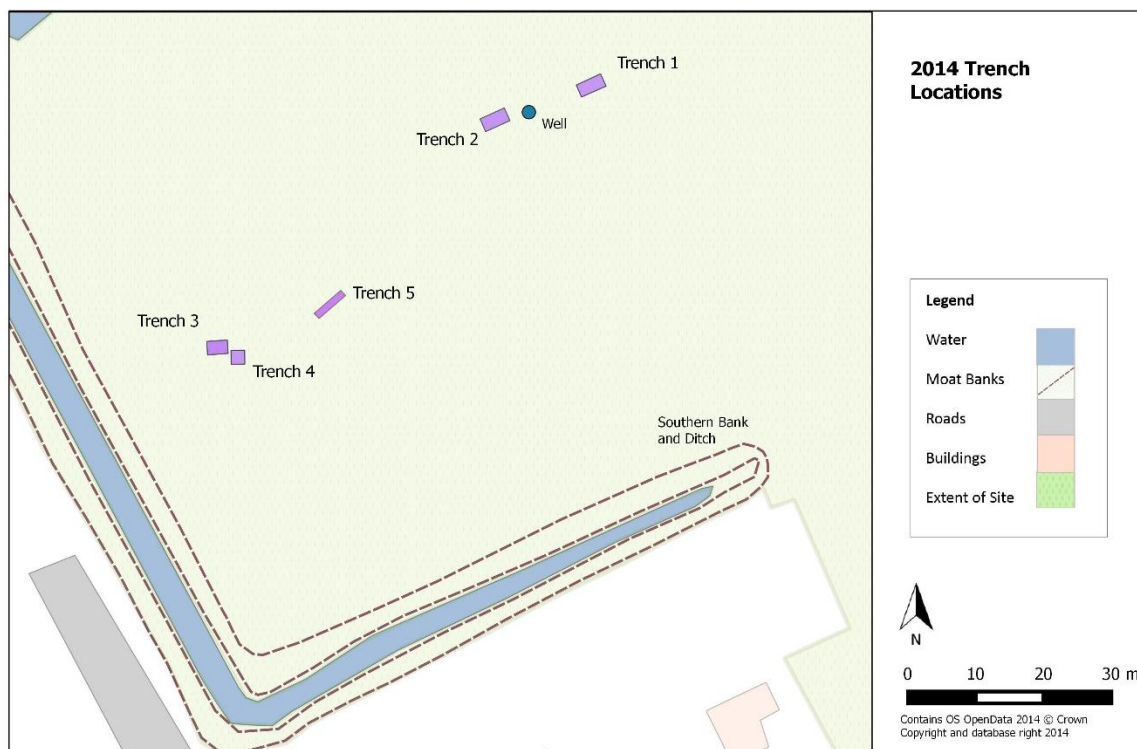 Trench 1
Trench 2
Well
Trench 5
Trench 3
Trench 4
Southern Bank
and Ditch
2014 Trench
Locations
Legend
Water
Moat Banks
Roads
Buildings
Extent of Site
N
0 10 20 30 m
Contains OS OpenData 2014 © Crown
Copyright and database right 2014